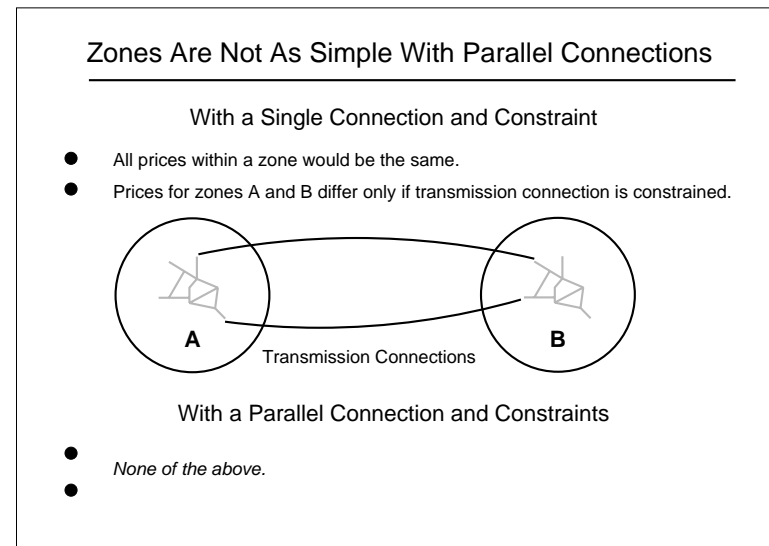 Zones Are Not As Simple With Parallel Connections
With a Single Connection and Constraint
● All prices within a zone would be the same.
● Prices for zones A and B differ only if transmission connection is constrained.
A
B
Transmission Connections
With a Parallel Connection and Constraints
●
None of the above.
●